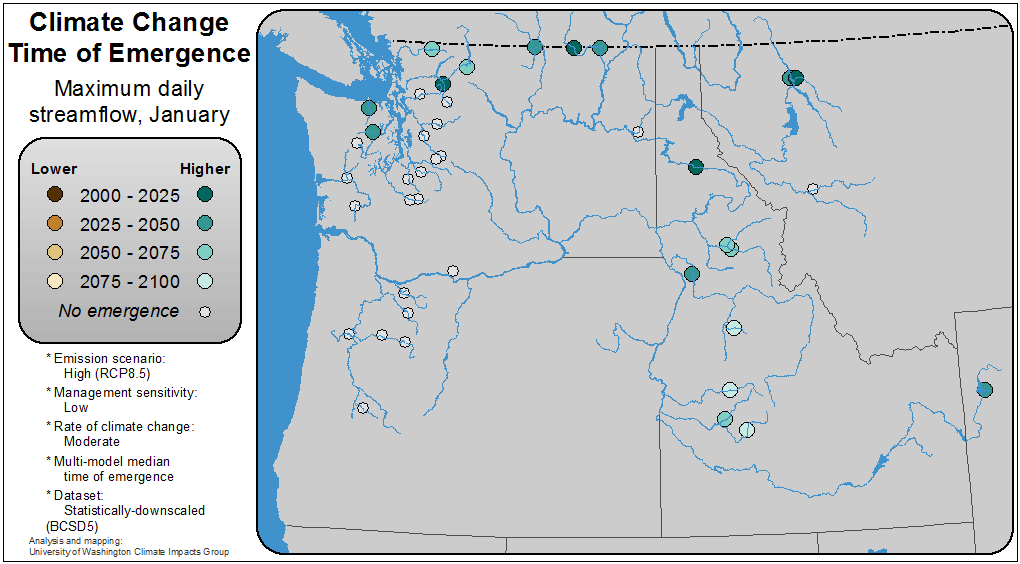 Climate Change
Time of Emergence
Maximum daily
streamflow, January
Lower Higher
2000 - 2025
2025 - 2050
2050 - 2075
2075 - 2100
No emergence
* Emission scenario:
High (RCP8.5)
* Management sensitivity:
Low
* Rate of climate change:
Moderate
* Multi-model median
time of emergence
* Dataset:
Statistically-downscaled
(BCSD5)
Analysis and mapping:
University of Washington Climate Impacts Group